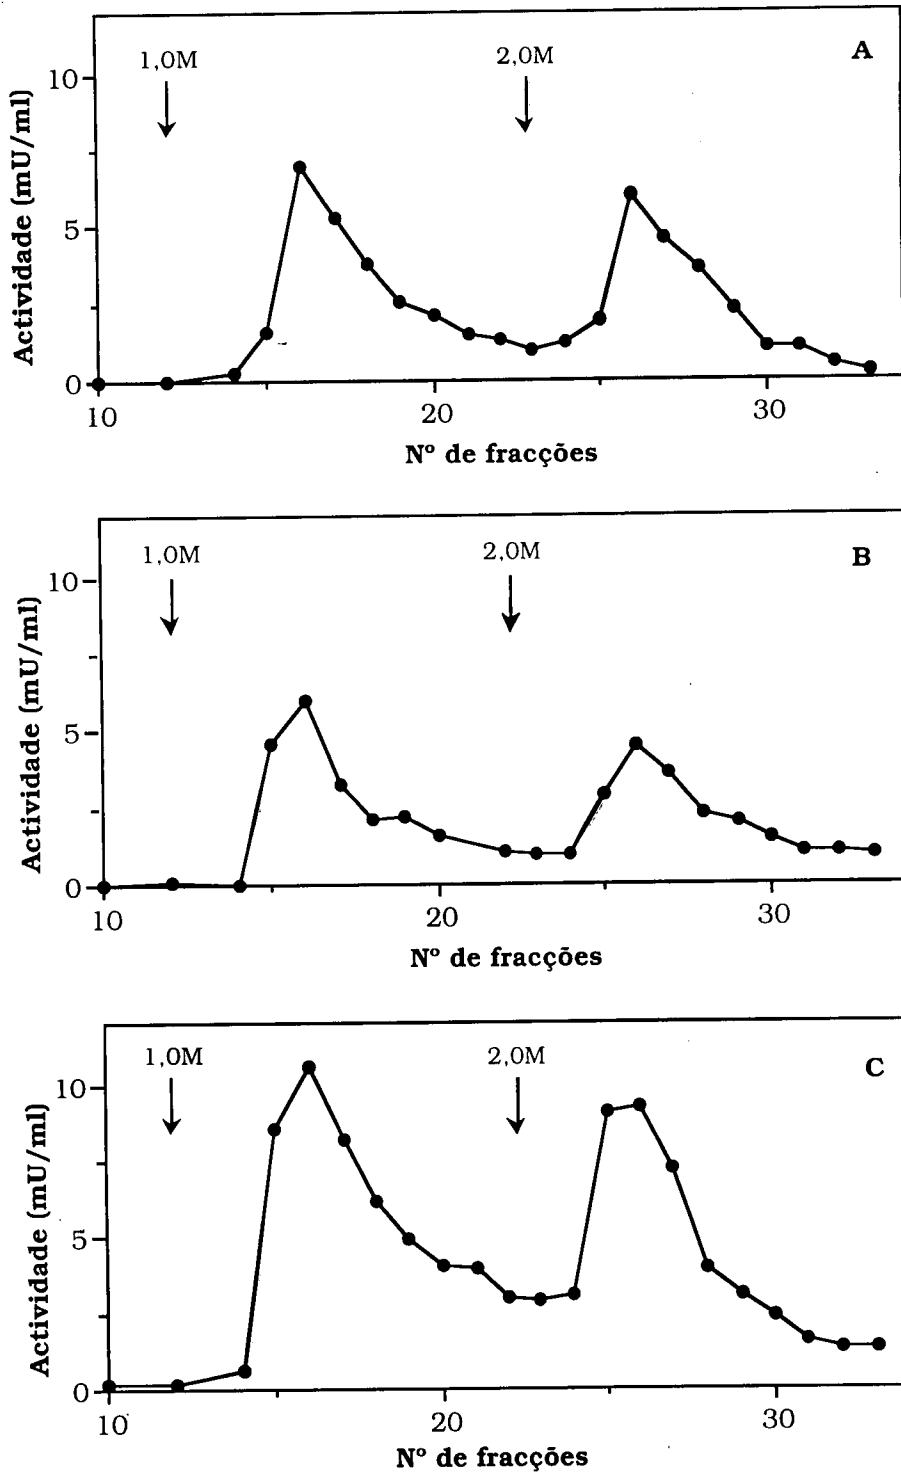 A
1,0M
2,0M
10
5
0
Actividade (mU/ml)
10
20
30
Nº de fracções
B
1,0M
2,0M
10
5
0
Actividade (mU/ml)
10
20
30
Nº de fracções
C
1,0M
2,0M
10
5
0
Actividade (mU/ml)
10
20
30
Nº de fracções